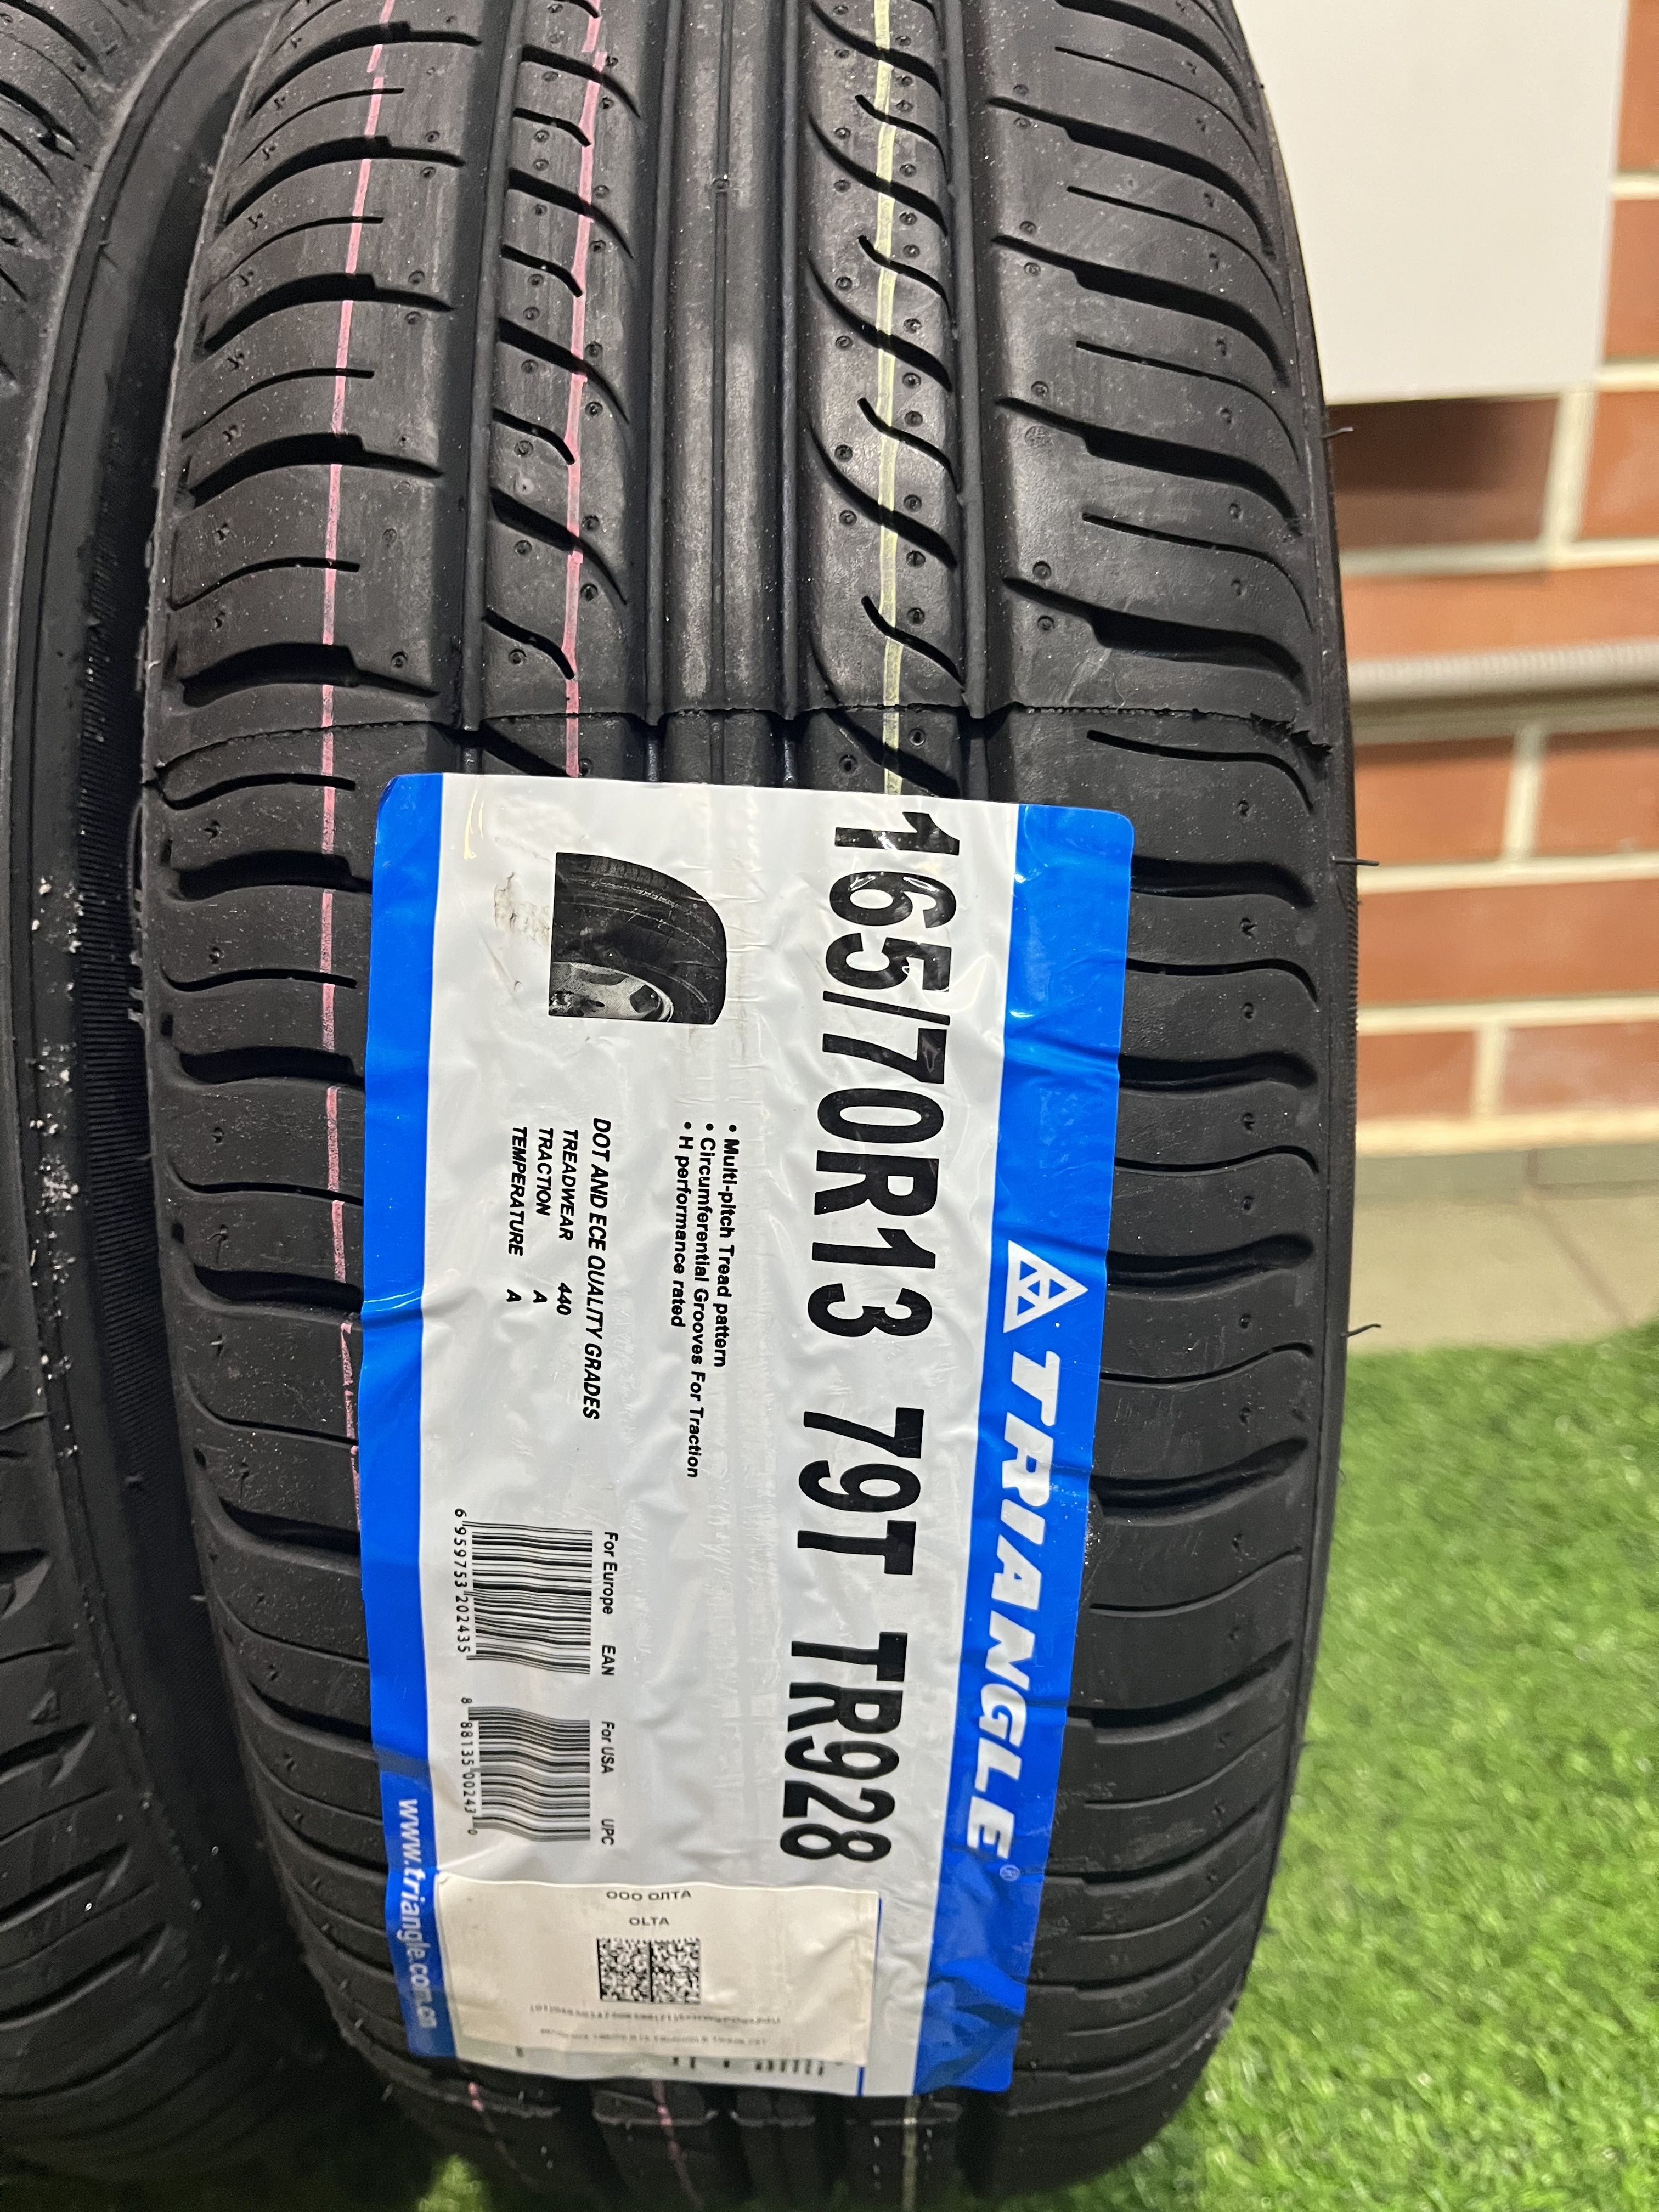 TRIANGLE®
165/70R13 79T TR928
• Multi-pitch Tread pattern
• Circumferential Grooves For Traction
• H performance rated
DOT AND ECE QUALITY GRADES
TREADWEAR 440
TRACTION A
TEMPERATURE A
For Europe EAN
6 959753 202435
For USA UPC
8 88135 00243 0
www.triangle.com.cn
ООО ОЛТА
OLTA